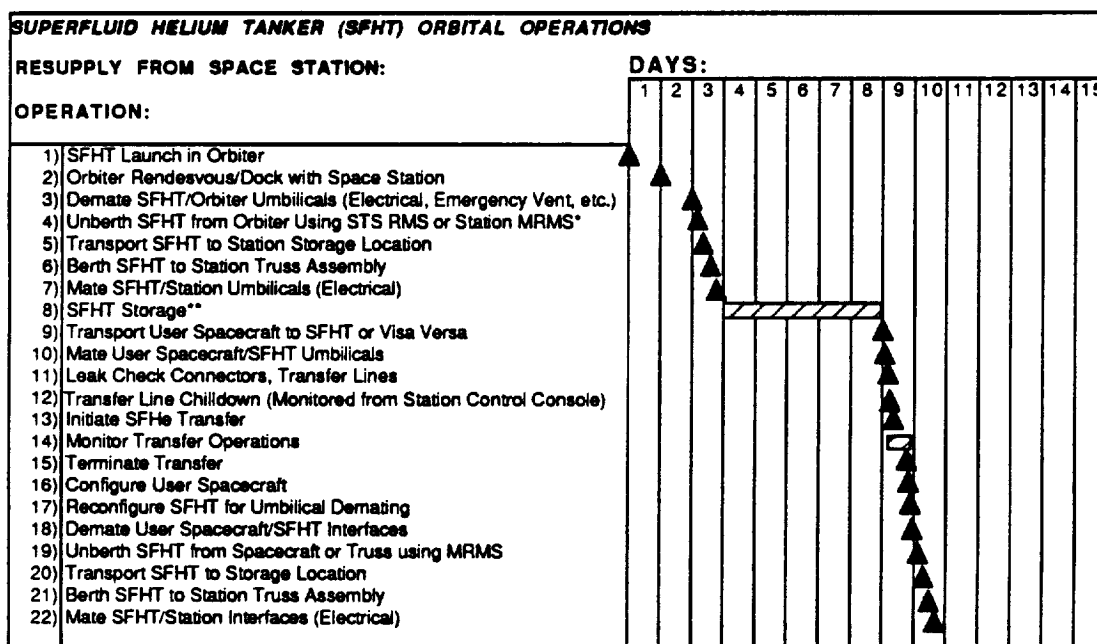 SUPERFLUID HELIUM TANKER (SFHT) ORBITAL OPERATIONS
RESUPPLY FROM SPACE STATION:
DAYS:
1 2 3 4 5 6 7 8 9 10 11 12 13 14 15
OPERATION:
1) SFHT Launch in Orbiter
2) Orbiter Rendesvous/Dock with Space Station
3) Demate SFHT/Orbiter Umbilicals (Electrical, Emergency Vent, etc.)
4) Unberth SFHT from Orbiter Using STS RMS or Station MRMS*
5) Transport SFHT to Station Storage Location
6) Berth SFHT to Station Truss Assembly
7) Mate SFHT/Station Umbilicals (Electrical)
8) SFHT Storage**
9) Transport User Spacecraft to SFHT or Visa Versa
10) Mate User Spacecraft/SFHT Umbilicals
11) Leak Check Connectors, Transfer Lines
12) Transfer Line Chilldown (Monitored from Station Control Console)
13) Initiate SFHe Transfer
14) Monitor Transfer Operations
15) Terminate Transfer
16) Configure User Spacecraft
17) Reconfigure SFHT for Umbilical Demating
18) Demate User Spacecraft/SFHT Interfaces
19) Unberth SFHT from Spacecraft or Truss using MRMS
20) Transport SFHT to Storage Location
21) Berth SFHT to Station Truss Assembly
22) Mate SFHT/Station Interfaces (Electrical)